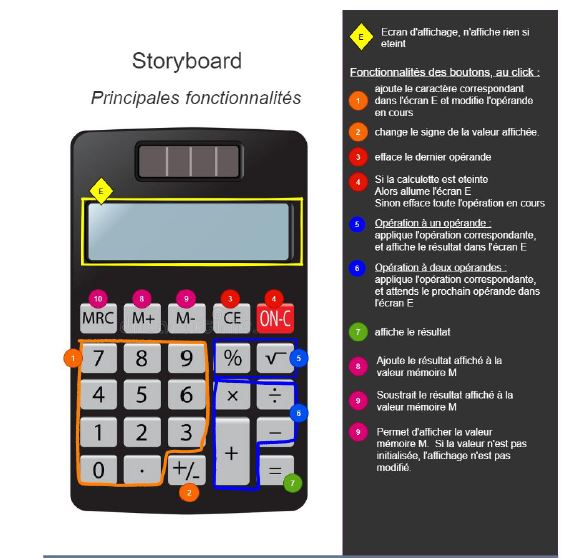 Storyboard
Principales fonctionnalités
E
10
8
9
3
4
MRC
M+
M-
CE
ON-C
1
7
8
9
%
√
5
4
5
6
×
÷
6
1
2
3
+
−
0
.
+/-
=
2
7
E
Ecran d'affichage, n'affiche rien si
eteint
Fonctionnalités des boutons, au click :
1
ajoute le caractère correspondant
dans l'écran E et modifie l'opérande
en cours
2
change le signe de la valeur affichée.
3
efface le dernier opérande
4
Si la calculette est eteinte
Alors allume l'écran E
Sinon efface toute l'opération en cours
5
Opération à un opérande :
applique l'opération correspondante,
et affiche le résultat dans l'écran E
6
Opération à deux opérandes :
applique l'opération correspondante,
et attends le prochain opérande dans
l'écran E
7
affiche le résultat
8
Ajoute le résultat affiché à la
valeur mémoire M
9
Soustrait le résultat affiché à la
valeur mémoire M
9
Permet d'afficher la valeur
mémoire M. Si la valeur n'est pas
initialisée, l'affichage n'est pas
modifié.